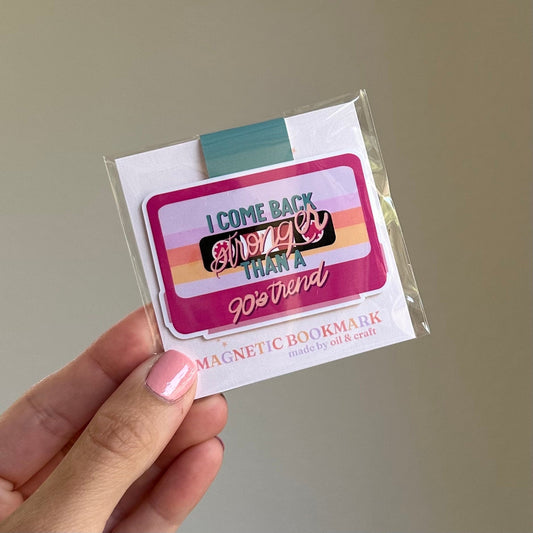 I COME BACK
stronger
THAN A
90's trend
MAGNETIC BOOKMARK
made by oil & craft